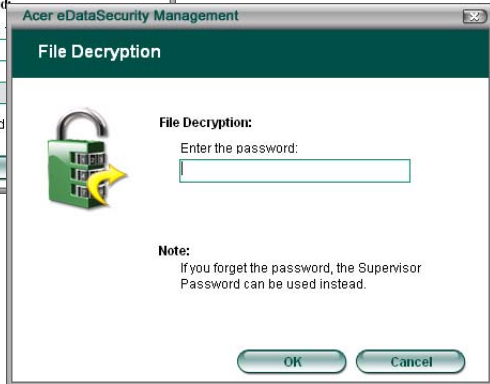 Acer eDataSecurity Management
File Decryption
File Decryption:
Enter the password:
Note:
If you forget the password, the Supervisor
Password can be used instead.
OK
Cancel